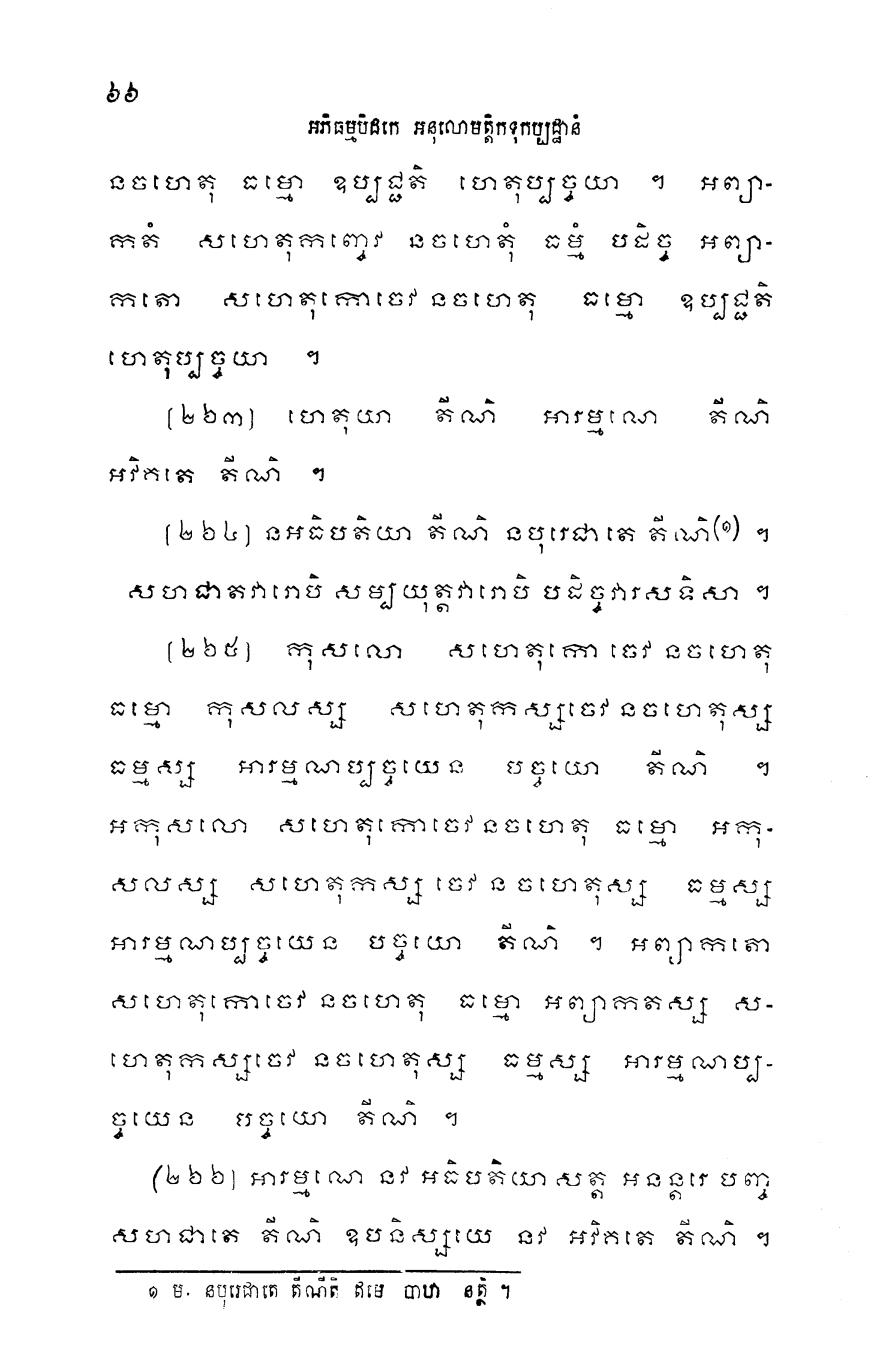 ៦៦
អភិធម្មបិដកេ អនុលោមត្តិកទុកប្បដ្ឋានំ
នចហេតុ ធម្មោ ឧប្បជ្ជតិ ហេតុប្បច្ចយា ។ អព្យា-
កតំ សហេតុកញ្ចេវ នចហេតុំ ធម្មំ បដិច្ច អព្យា-
កតោ សហេតុកោចេវ នចហេតុ ធម្មោ ឧប្បជ្ជតិ
ហេតុប្បច្ចយា ។
[២៦៣] ហេតុយា តីណិ អារម្មណេ តីណិ
អវិគតេ តីណិ ។
[២៦៤] នអធិបតិយា តីណិ នបុរេជាតេ តីណិ(១) ។
សហជាតវារោបិ សម្បយុត្តវារោបិ បដិច្ចវារសទិសា ។
[២៦៥] កុសលោ សហេតុកោ ចេវ នចហេតុ
ធម្មោ កុសលស្ស សហេតុកស្សចេវ នចហេតុស្ស
ធម្មស្ស អារម្មណប្បច្ចយេន បច្ចយោ តីណិ ។
អកុសលោ សហេតុកោចេវ នចហេតុ ធម្មោ អកុ-
សលស្ស សហេតុកស្ស ចេវ ន ចហេតុស្ស ធម្មស្ស
អារម្មណប្បច្ចយេន បច្ចយោ តីណិ ។ អព្យាកតោ
សហេតុកោចេវ នចហេតុ ធម្មោ អព្យាកតស្ស ស-
ហេតុកស្សចេវ នចហេតុស្ស ធម្មស្ស អារម្មណប្ប-
ច្ចយេន បច្ចយោ តីណិ ។
(២៦៦] អារម្មណេ នវ អធិបតិយា សត្ត អនន្តរេ បញ្ច
សហជាតេ តីណិ ឧបនិស្សយេ នវ អវិគតេ តីណិ ។
១ ម. នបុរេជាតេ តីណីតិ ឥមេ បាឋា នត្ថិ ។